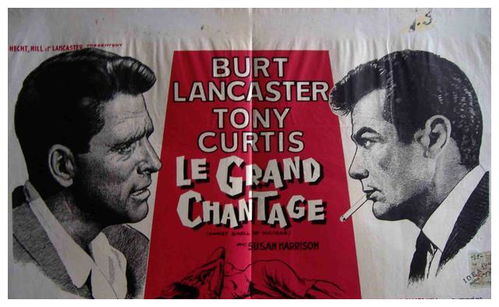 HECHT, HILL et LANCASTER présentent
BURT
LANCASTER
TONY
CURTIS
LE GRAND
CHANTAGE
(SWEET SMELL OF SUCCESS)
avec SUSAN HARRISON